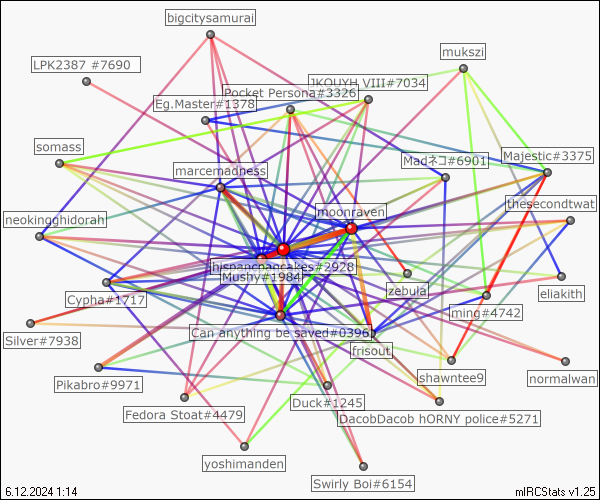 bigcitysamurai
mukszi
LPK2387 #7690
JKOUYH VIII#7034
Pocket Persona#3326
Eg.Master#1378
somass
Madネコ#6901
Majestic#3375
marcemadness
thesecondtwat
moonraven
neokingghidorah
hispanicpancakes#2928
Mushy#1984
zebula
eliakith
Cypha#1717
ming#4742
Can anything be saved#0396
Silver#7938
frisout
shawntee9
normalwan
Pikabro#9971
Duck#1245
Fedora Stoat#4479
DacobDacob hORNY police#5271
yoshimanden
Swirly Boi#6154
6.12.2024 1:14
mIRCStats v1.25